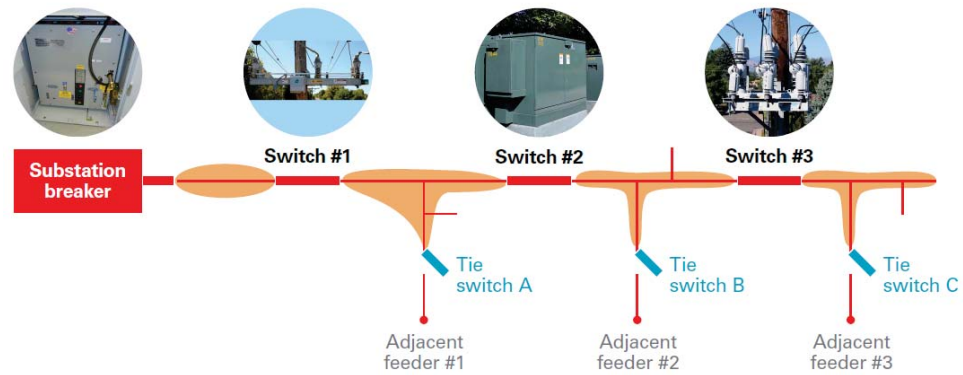 Substation
breaker
Switch #1
Switch #2
Switch #3
Tie
switch A
Tie
switch B
Tie
switch C
Adjacent
feeder #1
Adjacent
feeder #2
Adjacent
feeder #3